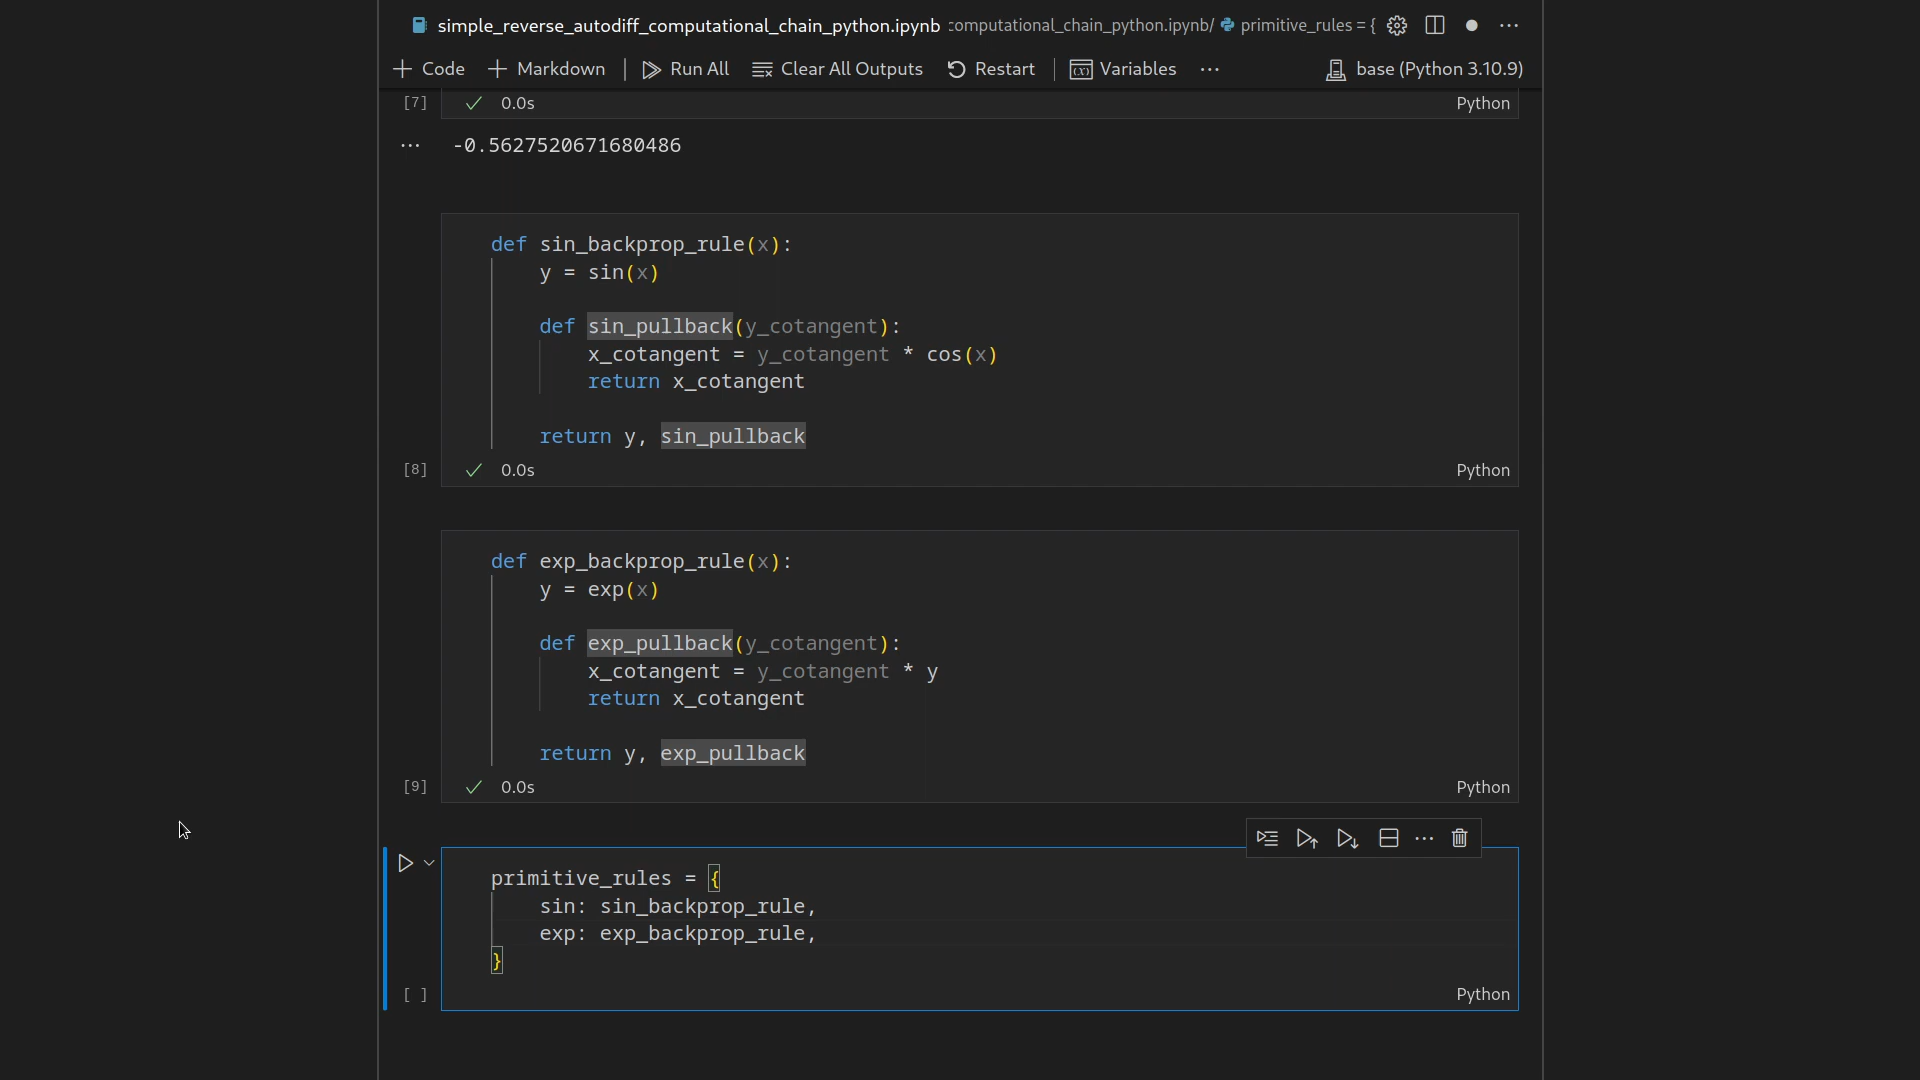 simple_reverse_autodiff_computational_chain_python.ipynb computational_chain_python.ipynb/ primitive_rules = { ···
Code Markdown Run All Clear All Outputs Restart Variables ··· base (Python 3.10.9)
[7] 0.0s Python
··· -0.5627520671680486
def sin_backprop_rule(x):
y = sin(x)
def sin_pullback(y_cotangent):
x_cotangent = y_cotangent * cos(x)
return x_cotangent
return y, sin_pullback
[8] 0.0s Python
def exp_backprop_rule(x):
y = exp(x)
def exp_pullback(y_cotangent):
x_cotangent = y_cotangent * y
return x_cotangent
return y, exp_pullback
[9] 0.0s Python
primitive_rules = {
sin: sin_backprop_rule,
exp: exp_backprop_rule,
}
[ ] Python